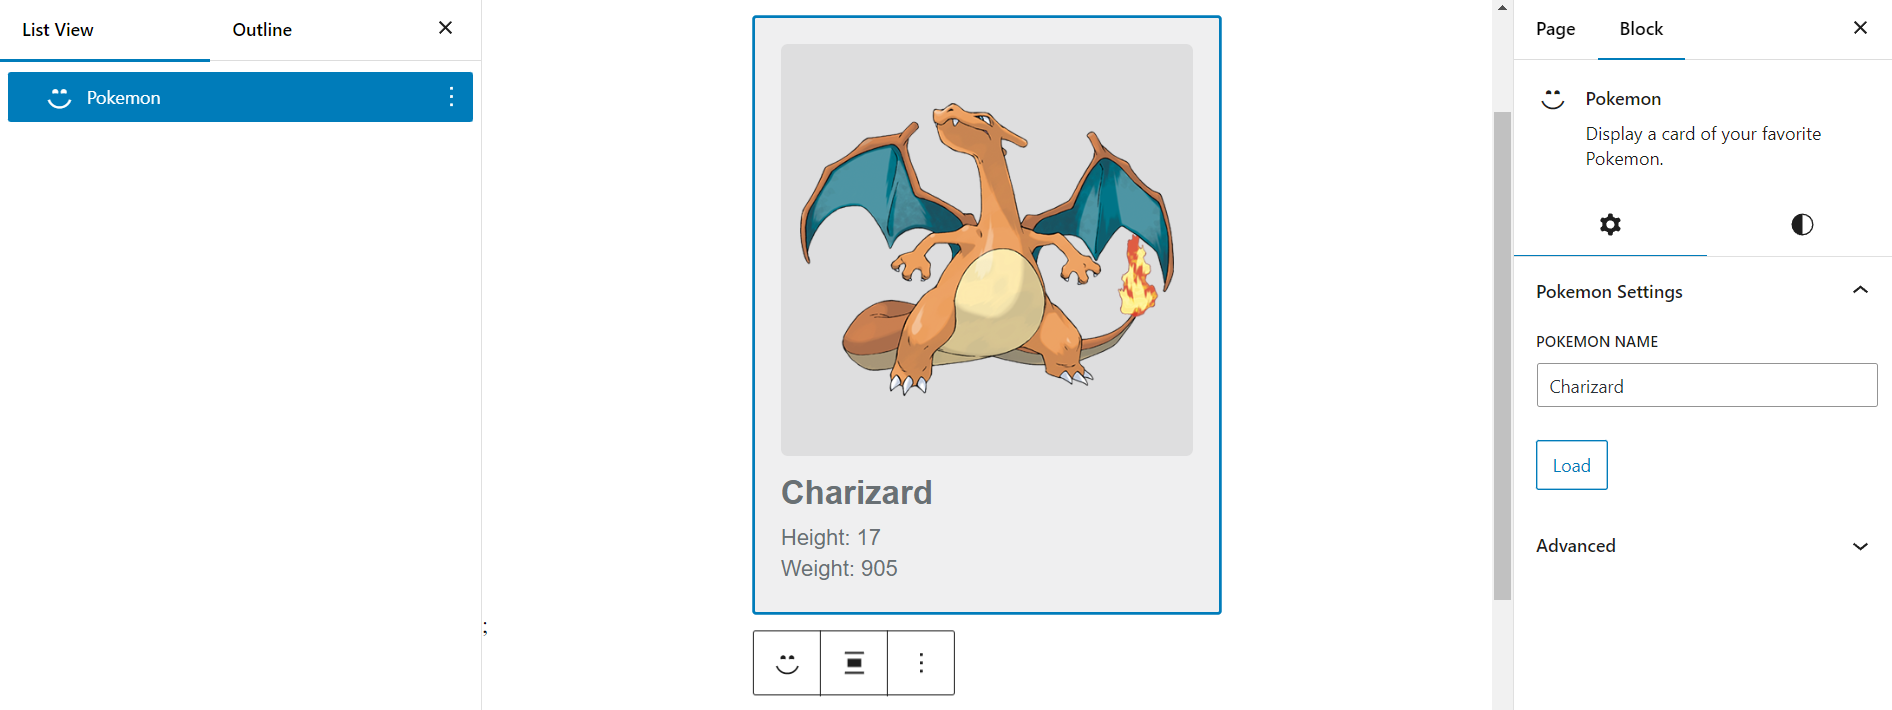 List View
Outline
Pokemon
Charizard
Height: 17
Weight: 905
;
Page
Block
Pokemon
Display a card of your favorite
Pokemon.
Pokemon Settings
POKEMON NAME
Charizard
Load
Advanced